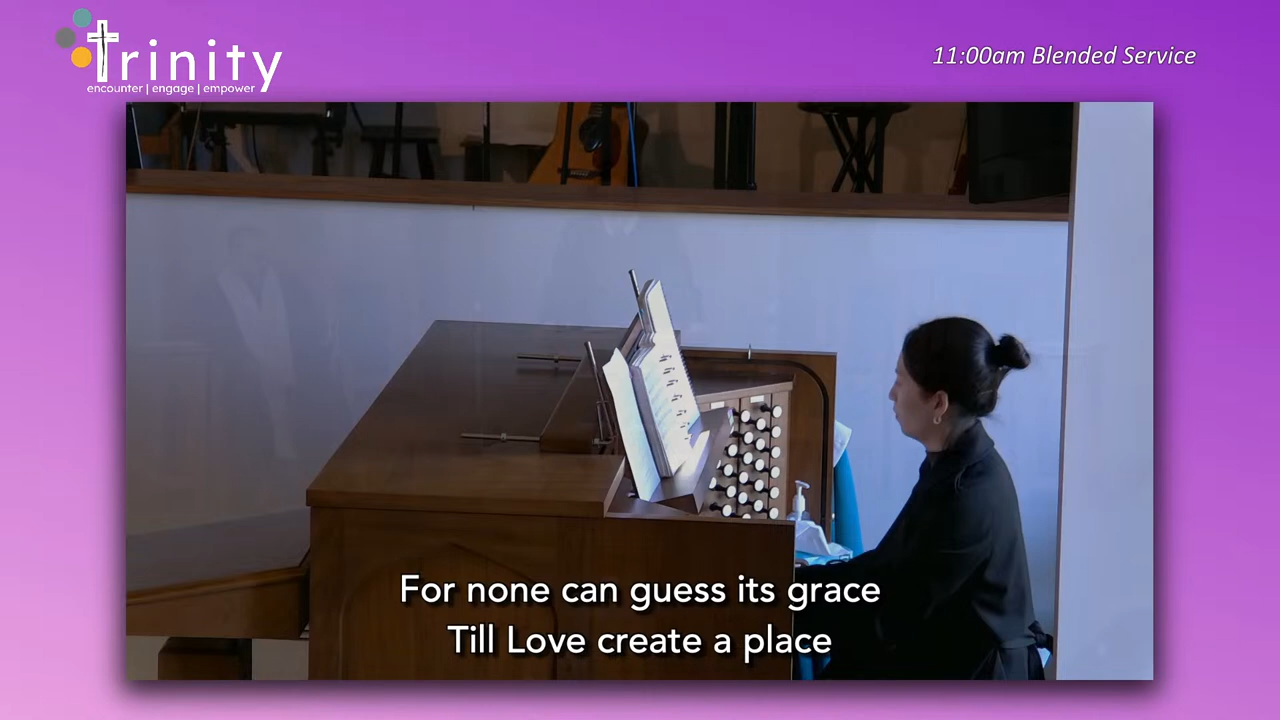 trinity
encounter | engage | empower
11:00am Blended Service
For none can guess its grace
Till Love create a place